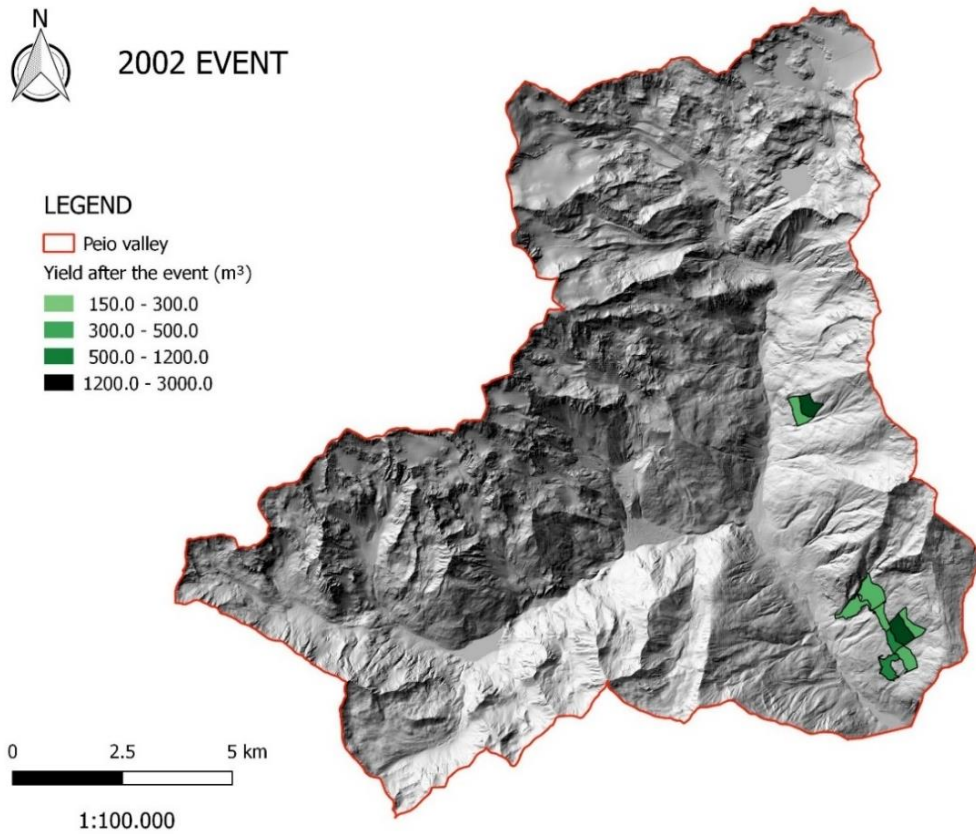 N
2002 EVENT
LEGEND
Peio valley
Yield after the event (m³)
150.0 - 300.0
300.0 - 500.0
500.0 - 1200.0
1200.0 - 3000.0
0 2.5 5 km
1:100.000